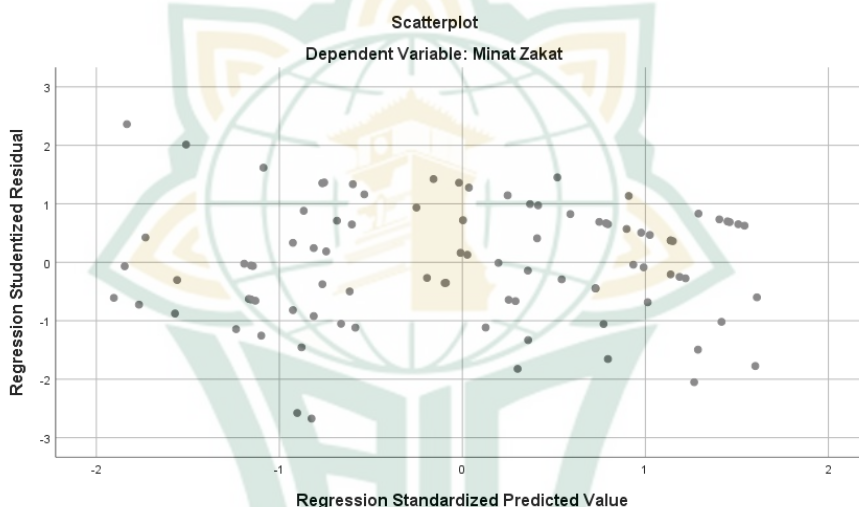 Scatterplot
Dependent Variable: Minat Zakat
Regression Studentized Residual
3
2
1
0
-1
-2
-3
-2 -1 0 1 2
Regression Standardized Predicted Value